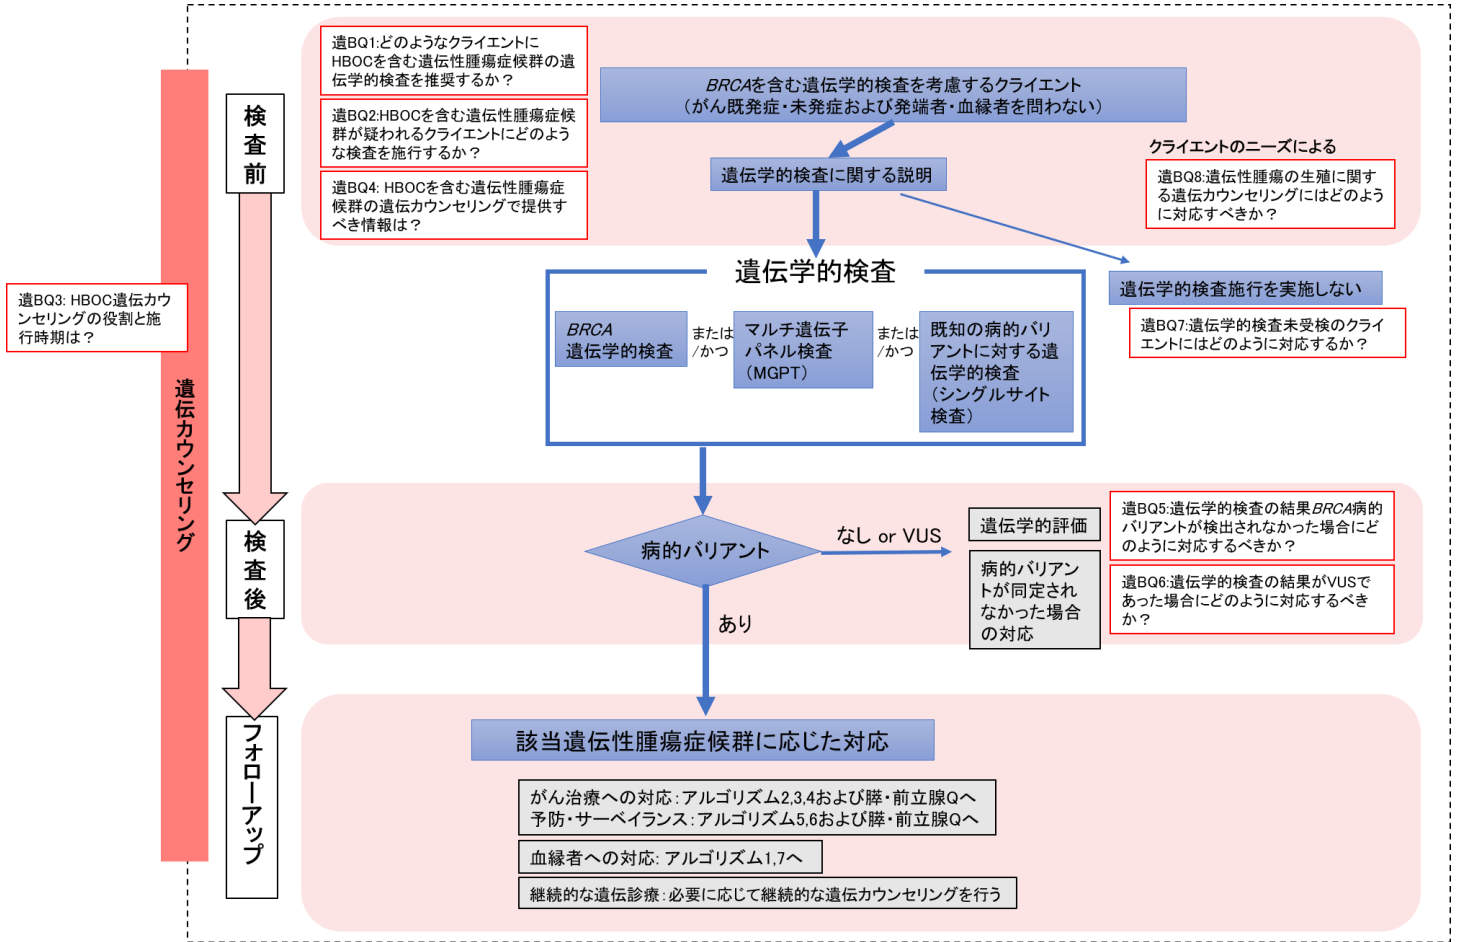 遺BQ1:どのようなクライエントに
HBOCを含む遺伝性腫瘍症候群の遺
伝学的検査を推奨するか？
遺BQ2:HBOCを含む遺伝性腫瘍症候
群が疑われるクライエントにどのよう
な検査を施行するか？
遺BQ4: HBOCを含む遺伝性腫瘍症
候群の遺伝カウンセリングで提供す
べき情報は？
検査前
BRCAを含む遺伝学的検査を考慮するクライエント
（がん既発症・未発症および発端者・血縁者を問わない）
遺伝学的検査に関する説明
クライエントのニーズによる
遺BQ8:遺伝性腫瘍の生殖に関す
る遺伝カウンセリングにはどのよう
に対応すべきか？
遺伝学的検査
遺伝学的検査施行を実施しない
遺BQ7:遺伝学的検査未受検のクライ
エントにはどのように対応するか？
遺BQ3: HBOC遺伝カウ
ンセリングの役割と施
行時期は？
遺伝カウンセリング
BRCA
遺伝学的検査
または
/かつ
マルチ遺伝子
パネル検査
（MGPT）
または
/かつ
既知の病的バリ
アントに対する遺
伝学的検査
（シングルサイト
検査）
検査後
病的バリアント
なし or VUS
あり
遺伝学的評価
病的バリアン
トが同定され
なかった場合
の対応
遺BQ5:遺伝学的検査の結果BRCA病的
バリアントが検出されなかった場合にど
のように対応するべきか？
遺BQ6:遺伝学的検査の結果がVUSで
あった場合にどのように対応するべき
か？
フォローアップ
該当遺伝性腫瘍症候群に応じた対応
がん治療への対応：アルゴリズム2,3,4および膵・前立腺Qへ
予防・サーベイランス：アルゴリズム5,6および膵・前立腺Qへ
血縁者への対応: アルゴリズム1,7へ
継続的な遺伝診療：必要に応じて継続的な遺伝カウンセリングを行う